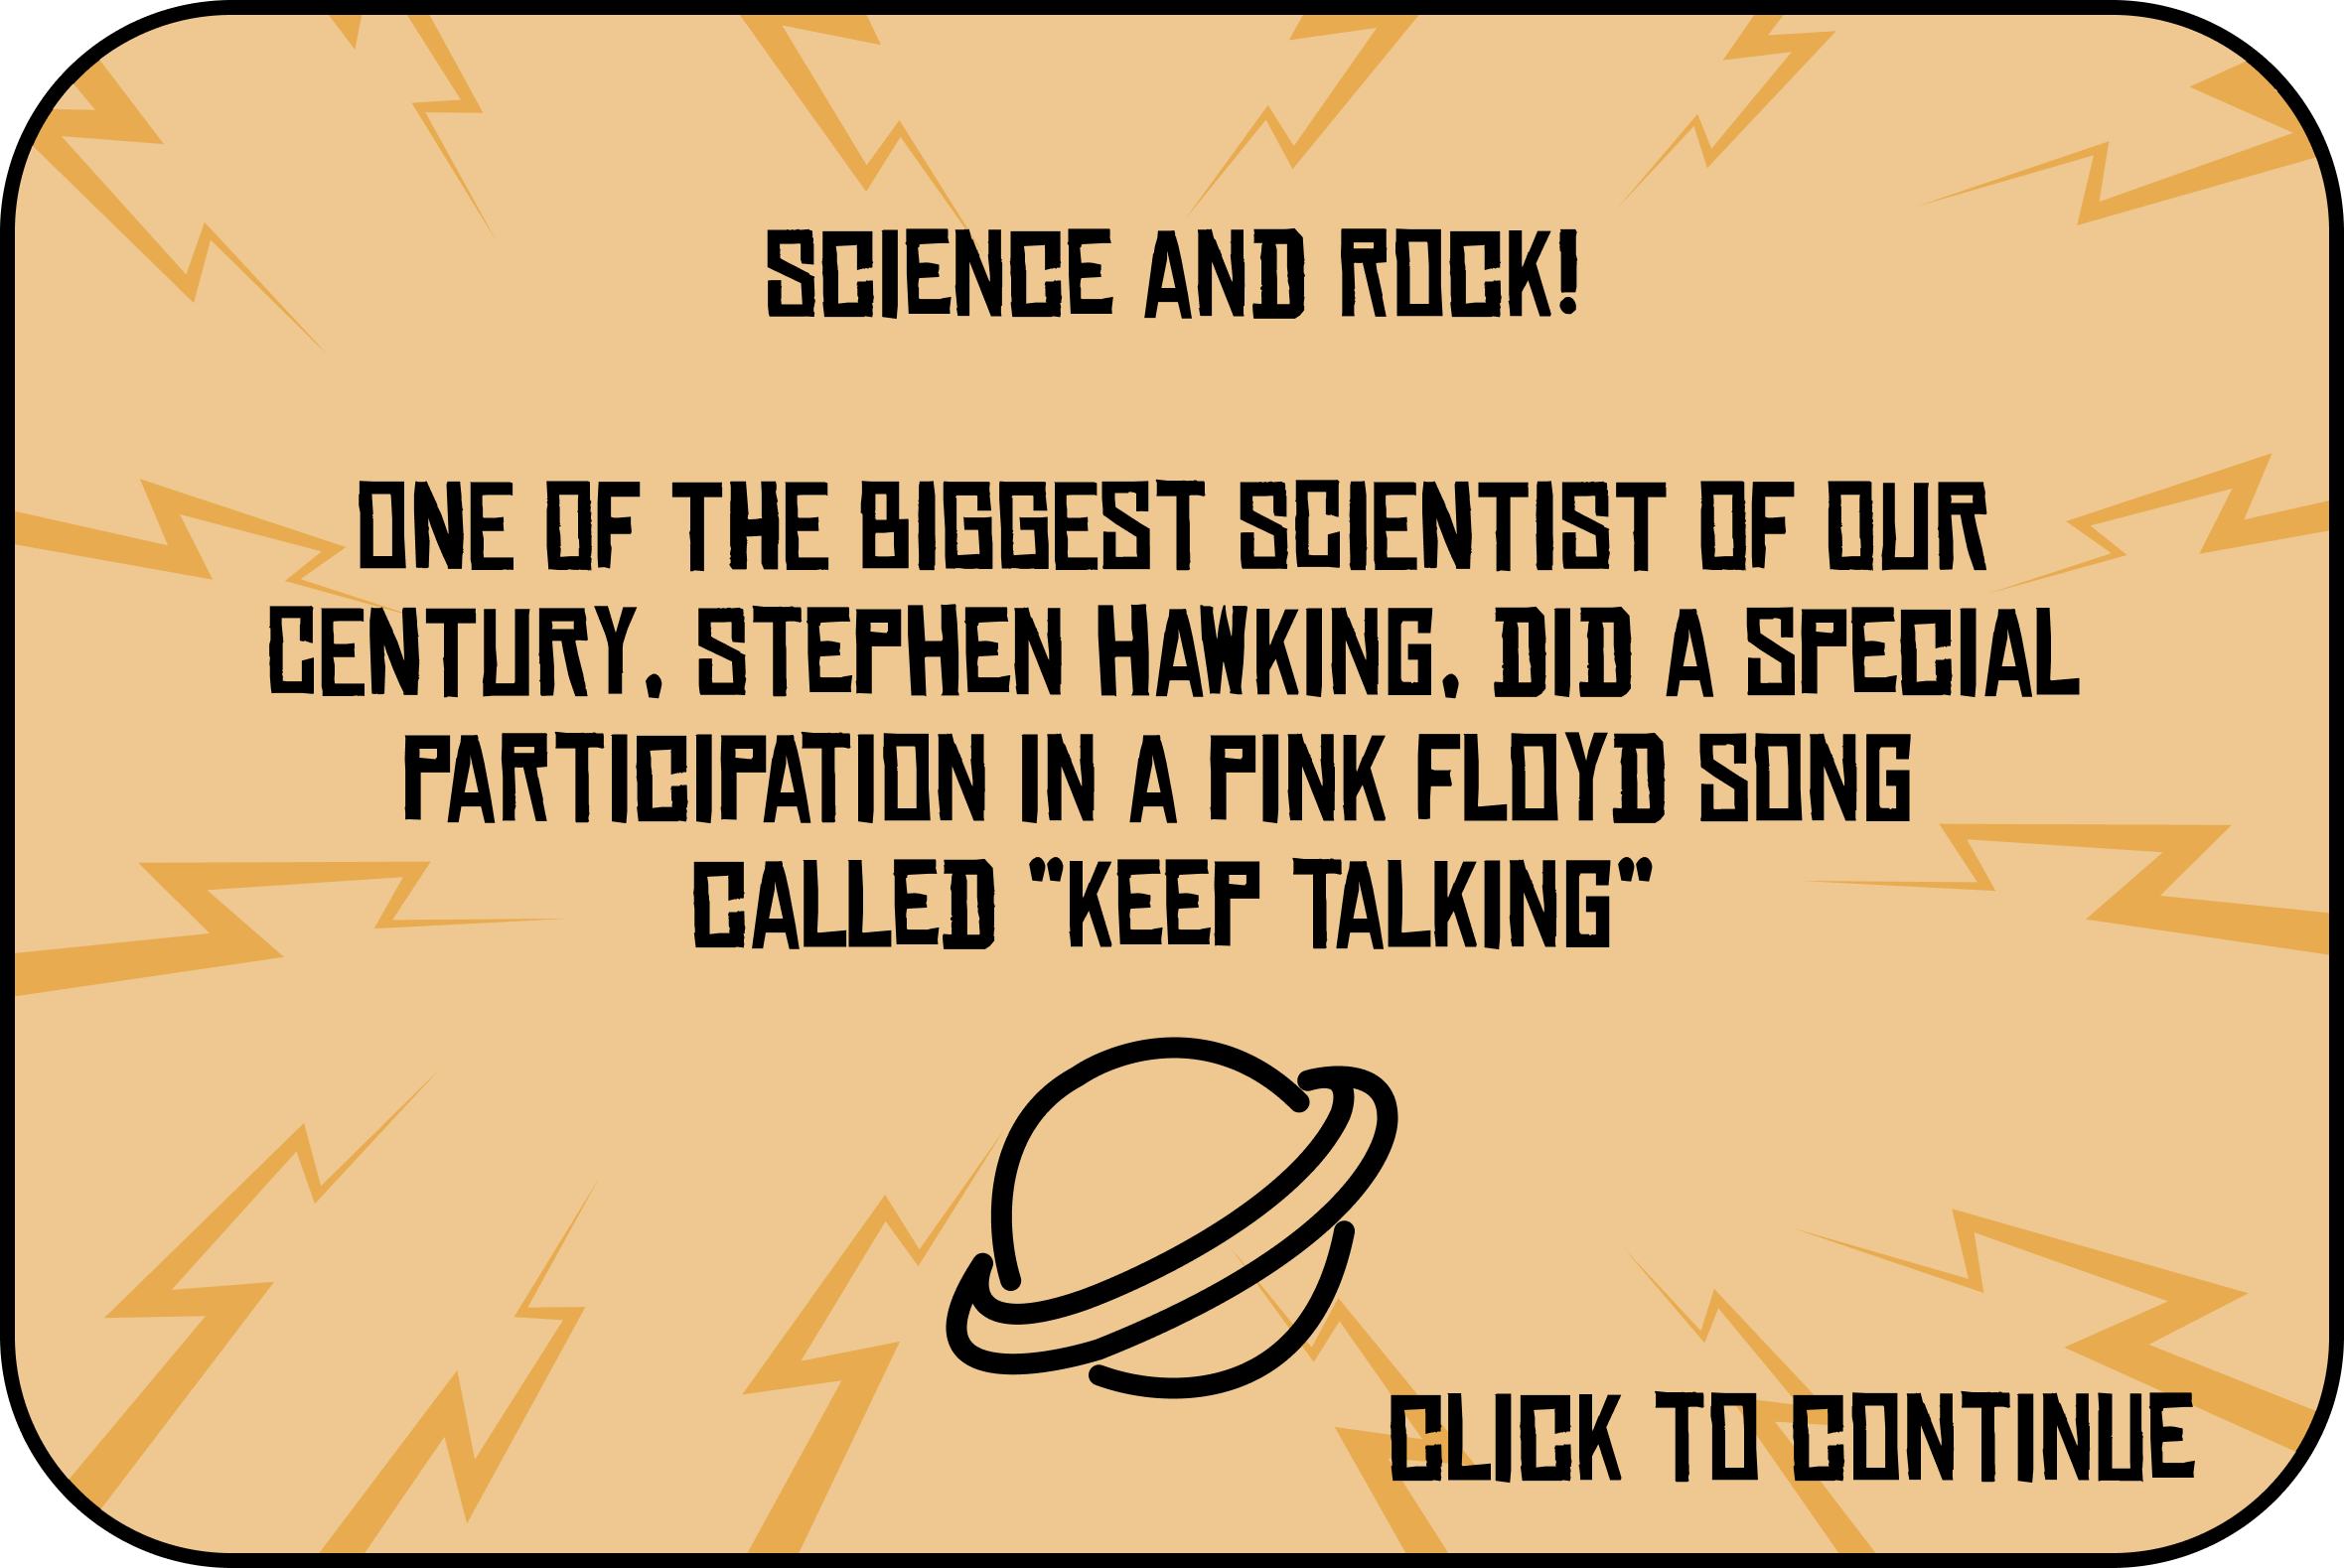 SCIENCE AND ROCK!
ONE OF THE BIGGEST SCIENTIST OF OUR
CENTURY, STEPHEN HAWKING, DID A SPECIAL
PARTICIPATION IN A PINK FLOYD SONG
CALLED "KEEP TALKING"
CLICK TO CONTINUE